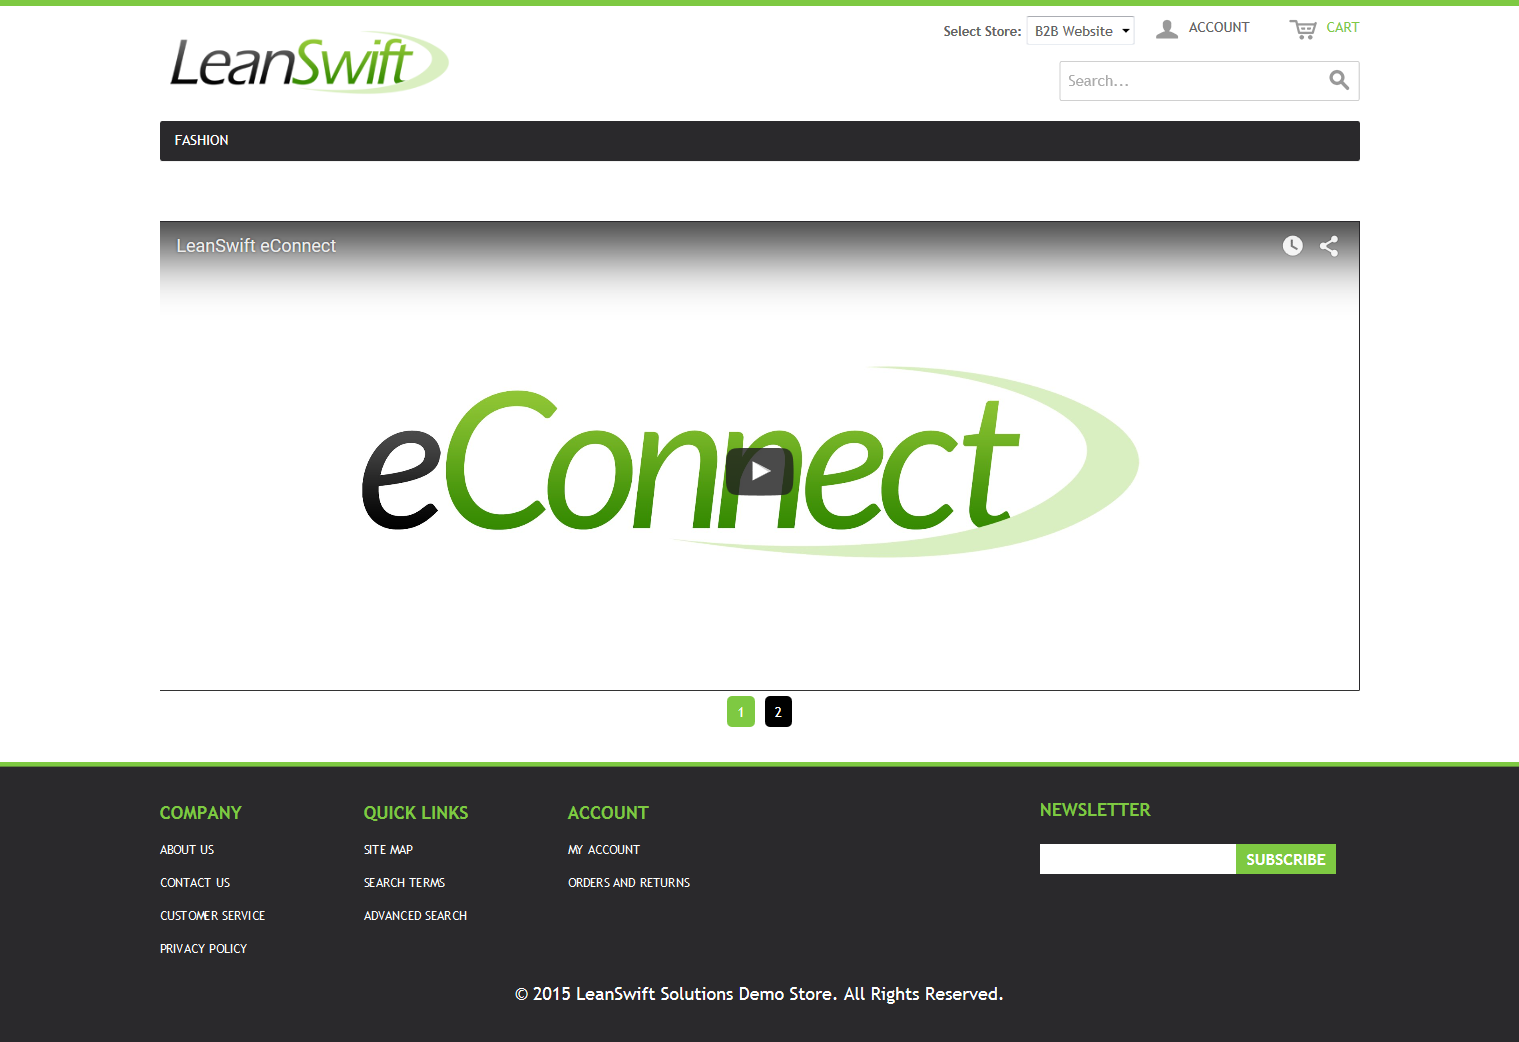 LeanSwift
Select Store: B2B Website
ACCOUNT
CART
Search...
FASHION
LeanSwift eConnect
eConnect
1 2
COMPANY
ABOUT US
CONTACT US
CUSTOMER SERVICE
PRIVACY POLICY
QUICK LINKS
SITE MAP
SEARCH TERMS
ADVANCED SEARCH
ACCOUNT
MY ACCOUNT
ORDERS AND RETURNS
NEWSLETTER
SUBSCRIBE
© 2015 LeanSwift Solutions Demo Store. All Rights Reserved.